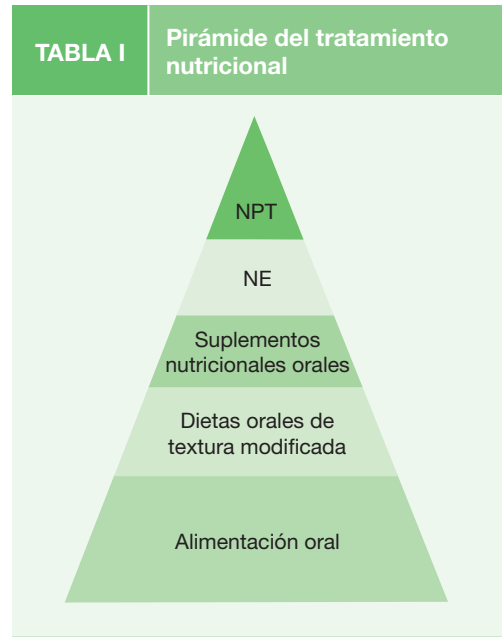 TABLA I
Pirámide del tratamiento
nutricional
NPT
NE
Suplementos
nutricionales orales
Dietas orales de
textura modificada
Alimentación oral